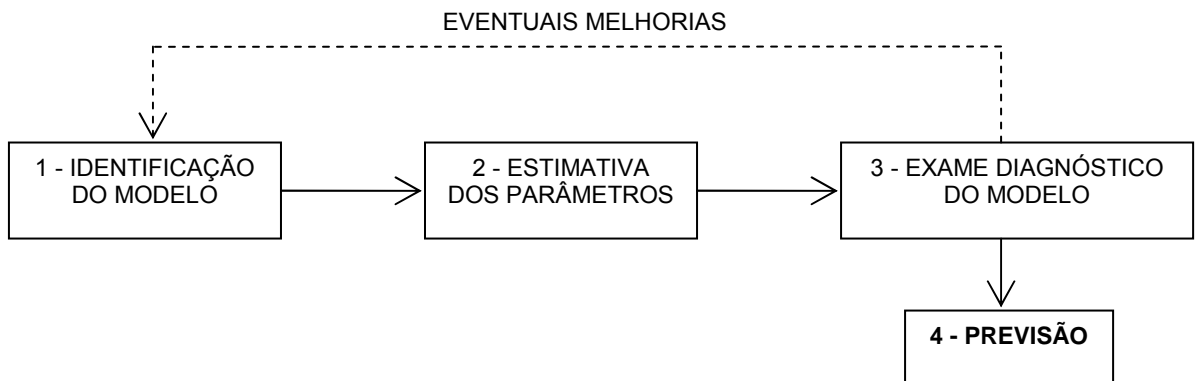 EVENTUAIS MELHORIAS
1 - IDENTIFICAÇÃO
DO MODELO
2 - ESTIMATIVA
DOS PARÂMETROS
3 - EXAME DIAGNÓSTICO
DO MODELO
4 - PREVISÃO